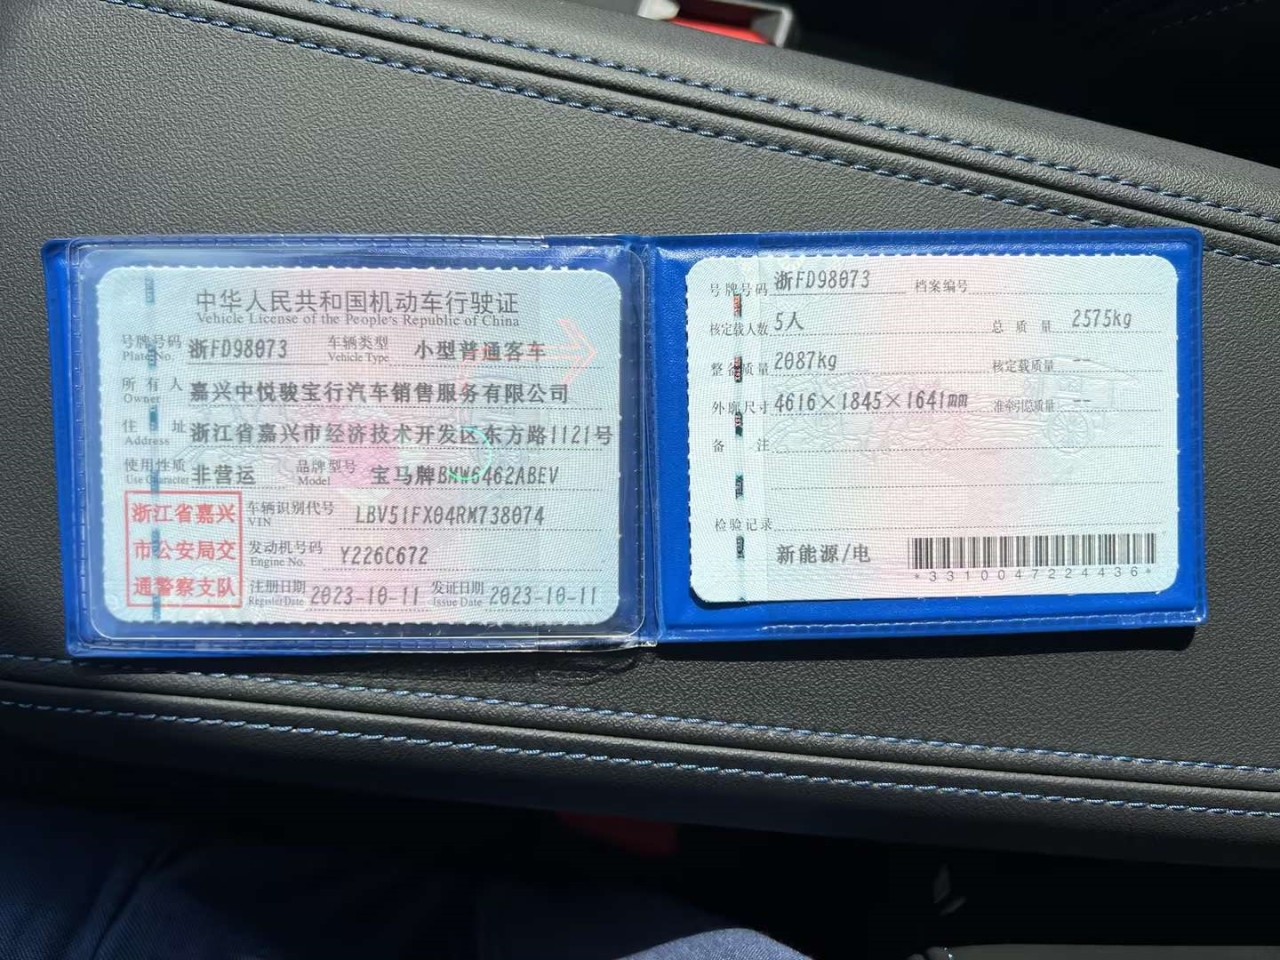 中华人民共和国机动车行驶证
Vehicle License of the People's Republic of China
号牌号码 浙FD98073 车辆类型 小型普通客车
Plate No. Vehicle Type
所有人 嘉兴中悦骏宝行汽车销售服务有限公司
Owner
住址 浙江省嘉兴市经济技术开发区东方路1121号
Address
使用性质 非营运 品牌型号 宝马牌BMW6462ABEV
Use Character Model
浙江省嘉兴
市公安局交
通警察支队
车辆识别代号 LBV51FX04RM738074
VIN
发动机号码 Y226C672
Engine No.
注册日期 2023-10-11 发证日期 2023-10-11
Register Date Issue Date
号牌号码 浙FD98073 档案编号
核定载人数 5人 总质量 2575kg
整备质量 2087kg 核定载质量 --
外廓尺寸 4616×1845×1641mm 准牵引总质量 --
备注
检验记录
新能源/电
*3310047224436*